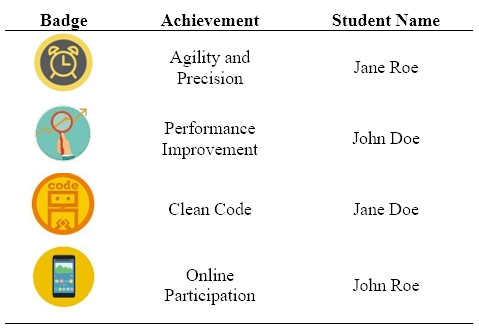 Badge Achievement Student Name
Agility and
Precision
Jane Roe
Performance
Improvement
John Doe
code
Clean Code
Jane Doe
Online
Participation
John Roe